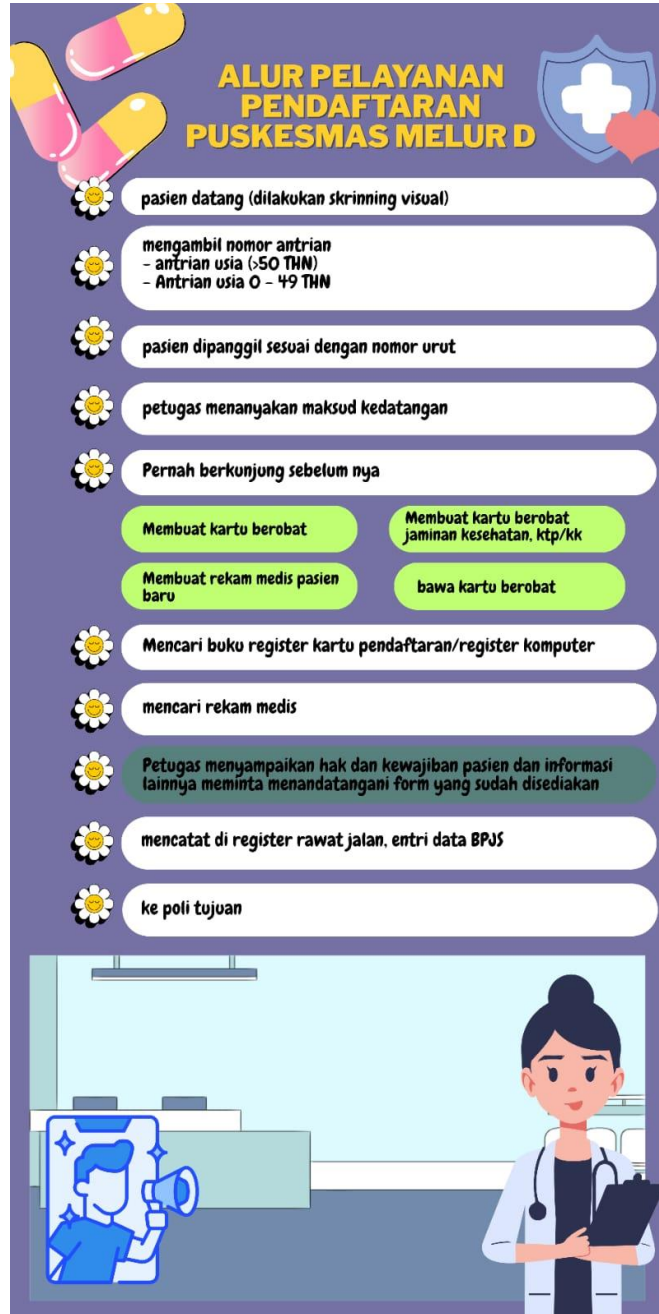 ALUR PELAYANAN
PENDAFTARAN
PUSKESMAS MELUR D
pasien datang (dilakukan skrinning visual)
mengambil nomor antrian
- antrian usia (>50 THN)
- Antrian usia 0 - 49 THN
pasien dipanggil sesuai dengan nomor urut
petugas menanyakan maksud kedatangan
Pernah berkunjung sebelum nya
Membuat kartu berobat
Membuat kartu berobat
jaminan kesehatan, ktp/kk
Membuat rekam medis pasien
baru
bawa kartu berobat
Mencari buku register kartu pendaftaran/register komputer
mencari rekam medis
Petugas menyampaikan hak dan kewajiban pasien dan informasi
lainnya meminta menandatangani form yang sudah disediakan
mencatat di register rawat jalan, entri data BPJS
ke poli tujuan